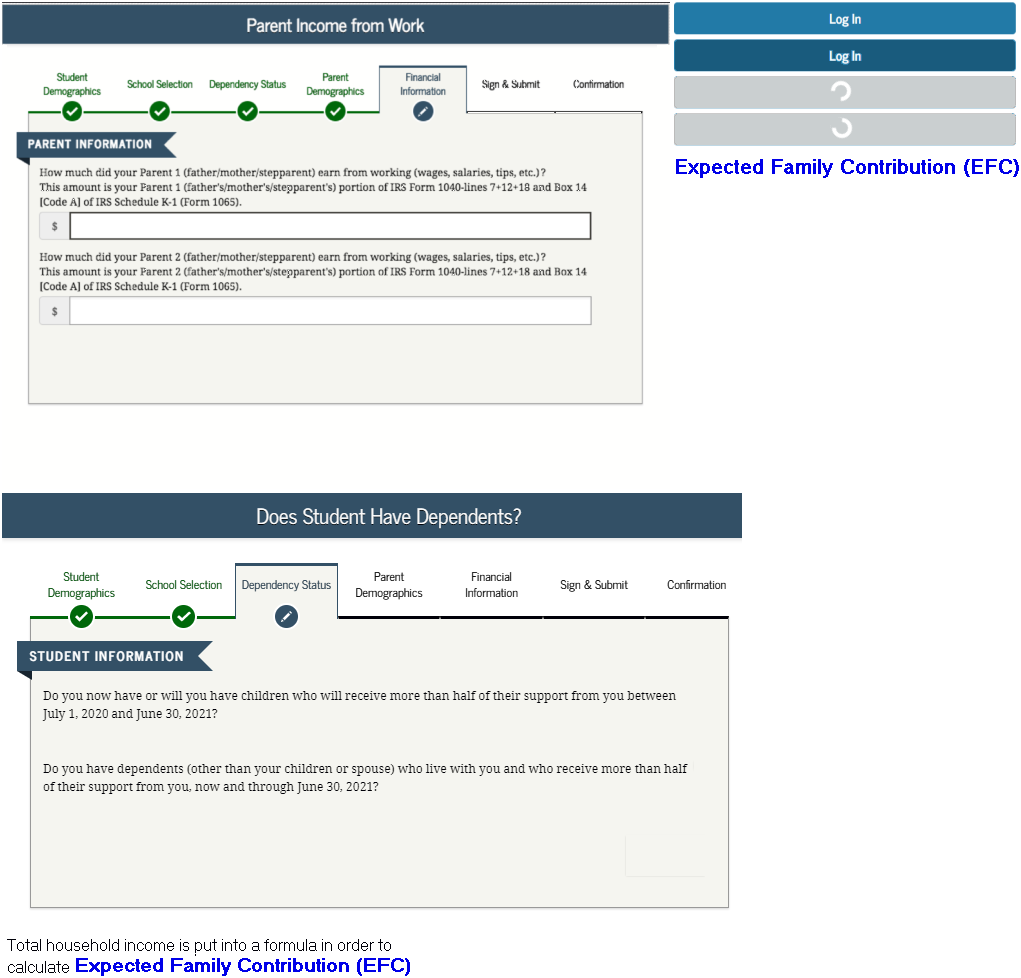 Parent Income from Work
Log In
Log In
Student
Demographics
School Selection
Dependency Status
Parent
Demographics
Financial
Information
Sign & Submit
Confirmation
PARENT INFORMATION
How much did your Parent 1 (father/mother/stepparent) earn from working (wages, salaries, tips, etc.)?
This amount is your Parent 1 (father's/mother's/stepparent's) portion of IRS Form 1040-lines 7+12+18 and Box 14
[Code A] of IRS Schedule K-1 (Form 1065).
$
How much did your Parent 2 (father/mother/stepparent) earn from working (wages, salaries, tips, etc.)?
This amount is your Parent 2 (father's/mother's/stepparent's) portion of IRS Form 1040-lines 7+12+18 and Box 14
[Code A] of IRS Schedule K-1 (Form 1065).
$
Expected Family Contribution (EFC)
Does Student Have Dependents?
Student
Demographics
School Selection
Dependency Status
Parent
Demographics
Financial
Information
Sign & Submit
Confirmation
STUDENT INFORMATION
Do you now have or will you have children who will receive more than half of their support from you between
July 1, 2020 and June 30, 2021?
Do you have dependents (other than your children or spouse) who live with you and who receive more than half
of their support from you, now and through June 30, 2021?
Total household income is put into a formula in order to
calculate Expected Family Contribution (EFC)